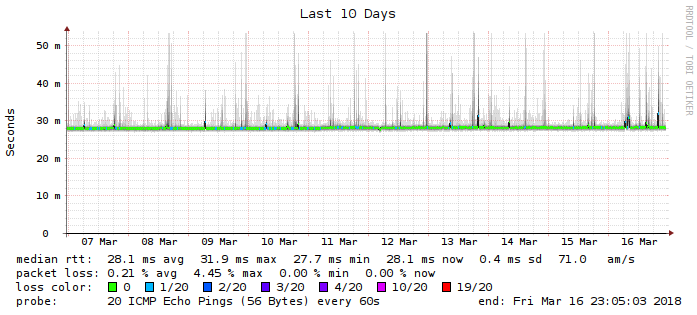 Last 10 Days
RRDTOOL / TOBI OETIKER
Seconds
50 m
40 m
30 m
20 m
10 m
0
07 Mar 08 Mar 09 Mar 10 Mar 11 Mar 12 Mar 13 Mar 14 Mar 15 Mar 16 Mar
median rtt: 28.1 ms avg 31.9 ms max 27.7 ms min 28.1 ms now 0.4 ms sd 71.0 am/s
packet loss: 0.21 % avg 4.45 % max 0.00 % min 0.00 % now
loss color: 0 1/20 2/20 3/20 4/20 10/20 19/20
probe: 20 ICMP Echo Pings (56 Bytes) every 60s end: Fri Mar 16 23:05:03 2018